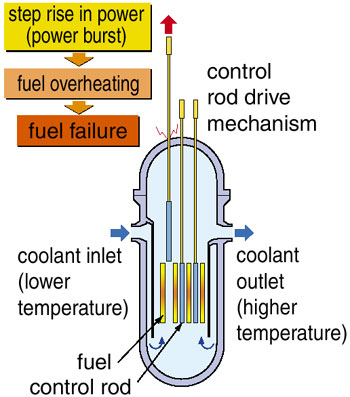 step rise in power
(power burst)
fuel overheating
fuel failure
control
rod drive
mechanism
coolant inlet
(lower
temperature)
coolant
outlet
(higher
temperature)
fuel
control rod